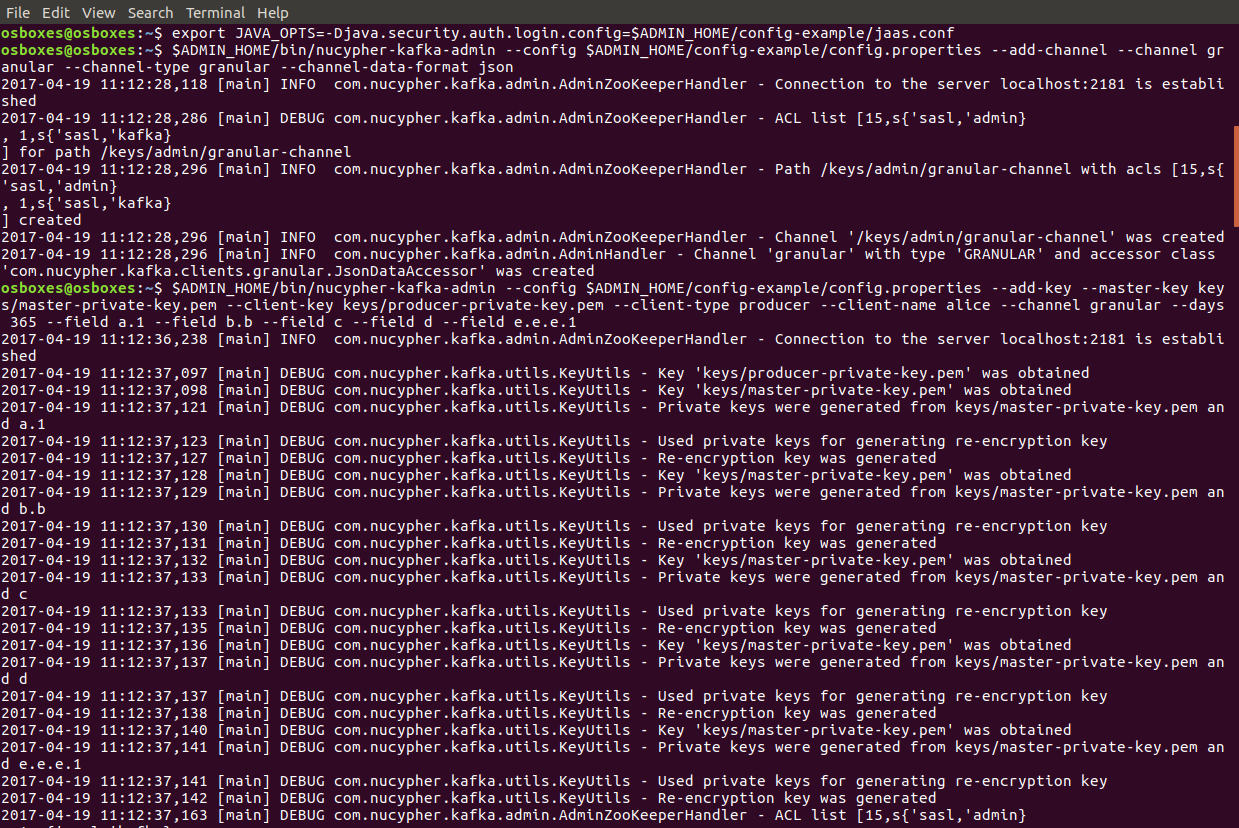 File Edit View Search Terminal Help
osboxes@osboxes:~$ export JAVA_OPTS=-Djava.security.auth.login.config=$ADMIN_HOME/config-example/jaas.conf
osboxes@osboxes:~$ $ADMIN_HOME/bin/nucypher-kafka-admin --config $ADMIN_HOME/config-example/config.properties --add-channel --channel gr
anular --channel-type granular --channel-data-format json
2017-04-19 11:12:28,118 [main] INFO  com.nucypher.kafka.admin.AdminZooKeeperHandler - Connection to the server localhost:2181 is establi
shed
2017-04-19 11:12:28,286 [main] DEBUG com.nucypher.kafka.admin.AdminZooKeeperHandler - ACL list [15,s{'sasl,'admin}
, 1,s{'sasl,'kafka}
] for path /keys/admin/granular-channel
2017-04-19 11:12:28,296 [main] INFO  com.nucypher.kafka.admin.AdminZooKeeperHandler - Path /keys/admin/granular-channel with acls [15,s{
'sasl,'admin}
, 1,s{'sasl,'kafka}
] created
2017-04-19 11:12:28,296 [main] INFO  com.nucypher.kafka.admin.AdminZooKeeperHandler - Channel '/keys/admin/granular-channel' was created
2017-04-19 11:12:28,296 [main] INFO  com.nucypher.kafka.admin.AdminHandler - Channel 'granular' with type 'GRANULAR' and accessor class
'com.nucypher.kafka.clients.granular.JsonDataAccessor' was created
osboxes@osboxes:~$ $ADMIN_HOME/bin/nucypher-kafka-admin --config $ADMIN_HOME/config-example/config.properties --add-key --master-key key
s/master-private-key.pem --client-key keys/producer-private-key.pem --client-type producer --client-name alice --channel granular --days
 365 --field a.1 --field b.b --field c --field d --field e.e.e.1
2017-04-19 11:12:36,238 [main] INFO  com.nucypher.kafka.admin.AdminZooKeeperHandler - Connection to the server localhost:2181 is establi
shed
2017-04-19 11:12:37,097 [main] DEBUG com.nucypher.kafka.utils.KeyUtils - Key 'keys/producer-private-key.pem' was obtained
2017-04-19 11:12:37,098 [main] DEBUG com.nucypher.kafka.utils.KeyUtils - Key 'keys/master-private-key.pem' was obtained
2017-04-19 11:12:37,121 [main] DEBUG com.nucypher.kafka.utils.KeyUtils - Private keys were generated from keys/master-private-key.pem an
d a.1
2017-04-19 11:12:37,123 [main] DEBUG com.nucypher.kafka.utils.KeyUtils - Used private keys for generating re-encryption key
2017-04-19 11:12:37,127 [main] DEBUG com.nucypher.kafka.utils.KeyUtils - Re-encryption key was generated
2017-04-19 11:12:37,128 [main] DEBUG com.nucypher.kafka.utils.KeyUtils - Key 'keys/master-private-key.pem' was obtained
2017-04-19 11:12:37,129 [main] DEBUG com.nucypher.kafka.utils.KeyUtils - Private keys were generated from keys/master-private-key.pem an
d b.b
2017-04-19 11:12:37,130 [main] DEBUG com.nucypher.kafka.utils.KeyUtils - Used private keys for generating re-encryption key
2017-04-19 11:12:37,131 [main] DEBUG com.nucypher.kafka.utils.KeyUtils - Re-encryption key was generated
2017-04-19 11:12:37,132 [main] DEBUG com.nucypher.kafka.utils.KeyUtils - Key 'keys/master-private-key.pem' was obtained
2017-04-19 11:12:37,133 [main] DEBUG com.nucypher.kafka.utils.KeyUtils - Private keys were generated from keys/master-private-key.pem an
d c
2017-04-19 11:12:37,133 [main] DEBUG com.nucypher.kafka.utils.KeyUtils - Used private keys for generating re-encryption key
2017-04-19 11:12:37,135 [main] DEBUG com.nucypher.kafka.utils.KeyUtils - Re-encryption key was generated
2017-04-19 11:12:37,136 [main] DEBUG com.nucypher.kafka.utils.KeyUtils - Key 'keys/master-private-key.pem' was obtained
2017-04-19 11:12:37,137 [main] DEBUG com.nucypher.kafka.utils.KeyUtils - Private keys were generated from keys/master-private-key.pem an
d d
2017-04-19 11:12:37,137 [main] DEBUG com.nucypher.kafka.utils.KeyUtils - Used private keys for generating re-encryption key
2017-04-19 11:12:37,138 [main] DEBUG com.nucypher.kafka.utils.KeyUtils - Re-encryption key was generated
2017-04-19 11:12:37,140 [main] DEBUG com.nucypher.kafka.utils.KeyUtils - Key 'keys/master-private-key.pem' was obtained
2017-04-19 11:12:37,141 [main] DEBUG com.nucypher.kafka.utils.KeyUtils - Private keys were generated from keys/master-private-key.pem an
d e.e.e.1
2017-04-19 11:12:37,141 [main] DEBUG com.nucypher.kafka.utils.KeyUtils - Used private keys for generating re-encryption key
2017-04-19 11:12:37,142 [main] DEBUG com.nucypher.kafka.utils.KeyUtils - Re-encryption key was generated
2017-04-19 11:12:37,163 [main] DEBUG com.nucypher.kafka.admin.AdminZooKeeperHandler - ACL list [15,s{'sasl,'admin}